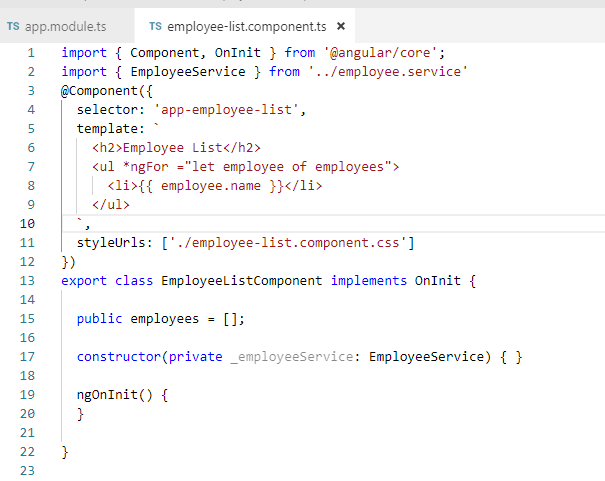 TS app.module.ts TS employee-list.component.ts ×
1 import { Component, OnInit } from '@angular/core';
2 import { EmployeeService } from '../employee.service'
3 @Component({
4   selector: 'app-employee-list',
5   template: `
6     <h2>Employee List</h2>
7     <ul *ngFor ="let employee of employees">
8       <li>{{ employee.name }}</li>
9     </ul>
10   `,
11   styleUrls: ['./employee-list.component.css']
12 })
13 export class EmployeeListComponent implements OnInit {
14
15   public employees = [];
16
17   constructor(private _employeeService: EmployeeService) { }
18
19   ngOnInit() {
20   }
21
22 }
23